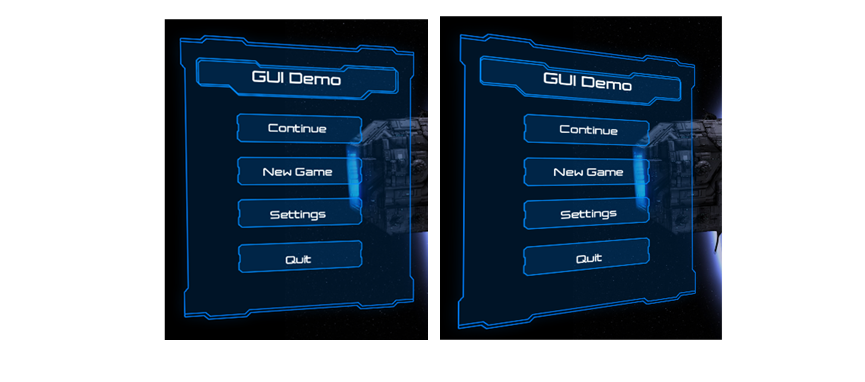 GUI Demo
Continue
New Game
Settings
Quit
GUI Demo
Continue
New Game
Settings
Quit